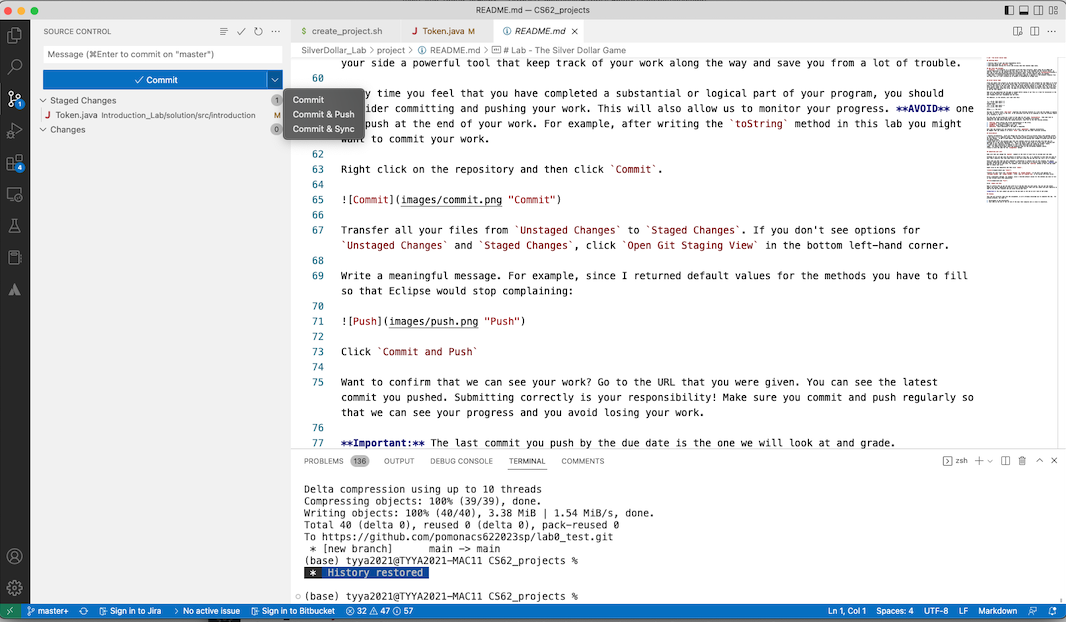 README.md — CS62_projects
SOURCE CONTROL
Message (⌘Enter to commit on "master")
Commit
Staged Changes 1
J Token.java Introduction_Lab/solution/src/introduction M
Changes 0
Commit
Commit & Push
Commit & Sync
1
4
$ create_project.sh
J Token.java M
README.md
SilverDollar_Lab > project > README.md > # Lab - The Silver Dollar Game
your side a powerful tool that keep track of your work along the way and save you from a lot of trouble.
60
y time you feel that you have completed a substantial or logical part of your program, you should
ider committing and pushing your work. This will also allow us to monitor your progress. **AVOID** one
push at the end of your work. For example, after writing the `toString` method in this lab you might
want to commit your work.
62
63 Right click on the repository and then click `Commit`.
64
65 ![Commit](images/commit.png "Commit")
66
67 Transfer all your files from `Unstaged Changes` to `Staged Changes`. If you don't see options for
`Unstaged Changes` and `Staged Changes`, click `Open Git Staging View` in the bottom left-hand corner.
68
69 Write a meaningful message. For example, since I returned default values for the methods you have to fill
so that Eclipse would stop complaining:
70
71 ![Push](images/push.png "Push")
72
73 Click `Commit and Push`
74
75 Want to confirm that we can see your work? Go to the URL that you were given. You can see the latest
commit you pushed. Submitting correctly is your responsibility! Make sure you commit and push regularly so
that we can see your progress and you avoid losing your work.
76
77 **Important:** The last commit you push by the due date is the one we will look at and grade.
PROBLEMS 136 OUTPUT DEBUG CONSOLE TERMINAL COMMENTS
zsh
Delta compression using up to 10 threads
Compressing objects: 100% (39/39), done.
Writing objects: 100% (40/40), 3.38 MiB | 1.54 MiB/s, done.
Total 40 (delta 0), reused 0 (delta 0), pack-reused 0
To https://github.com/pomonacs622023sp/lab0_test.git
* [new branch] main -> main
(base) tyya2021@TYYA2021-MAC11 CS62_projects %
* History restored
(base) tyya2021@TYYA2021-MAC11 CS62_projects %
master+ Sign in to Jira No active issue Sign in to Bitbucket 32 47 57
Ln 1, Col 1 Spaces: 4 UTF-8 LF Markdown